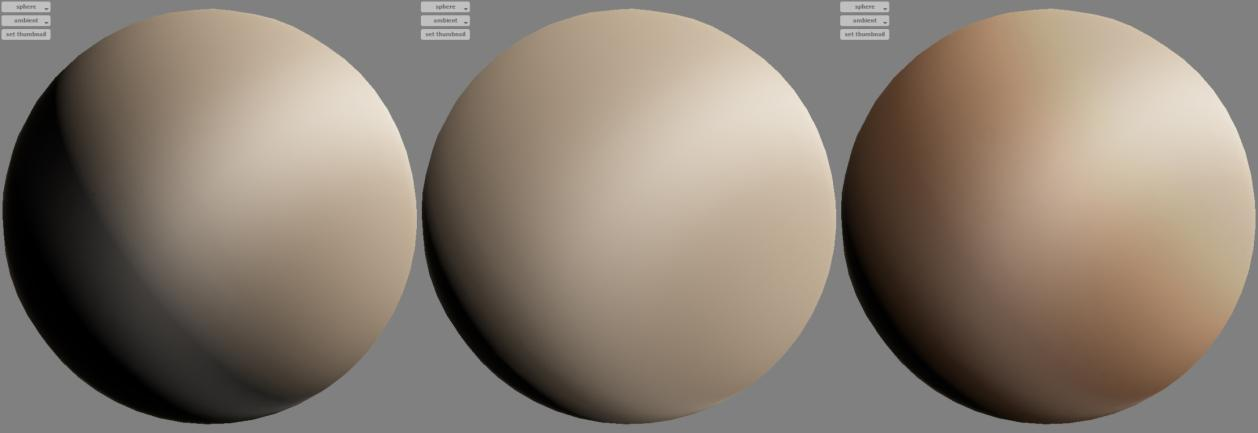 sphere
ambient
set thumbnail
sphere
ambient
set thumbnail
sphere
ambient
set thumbnail